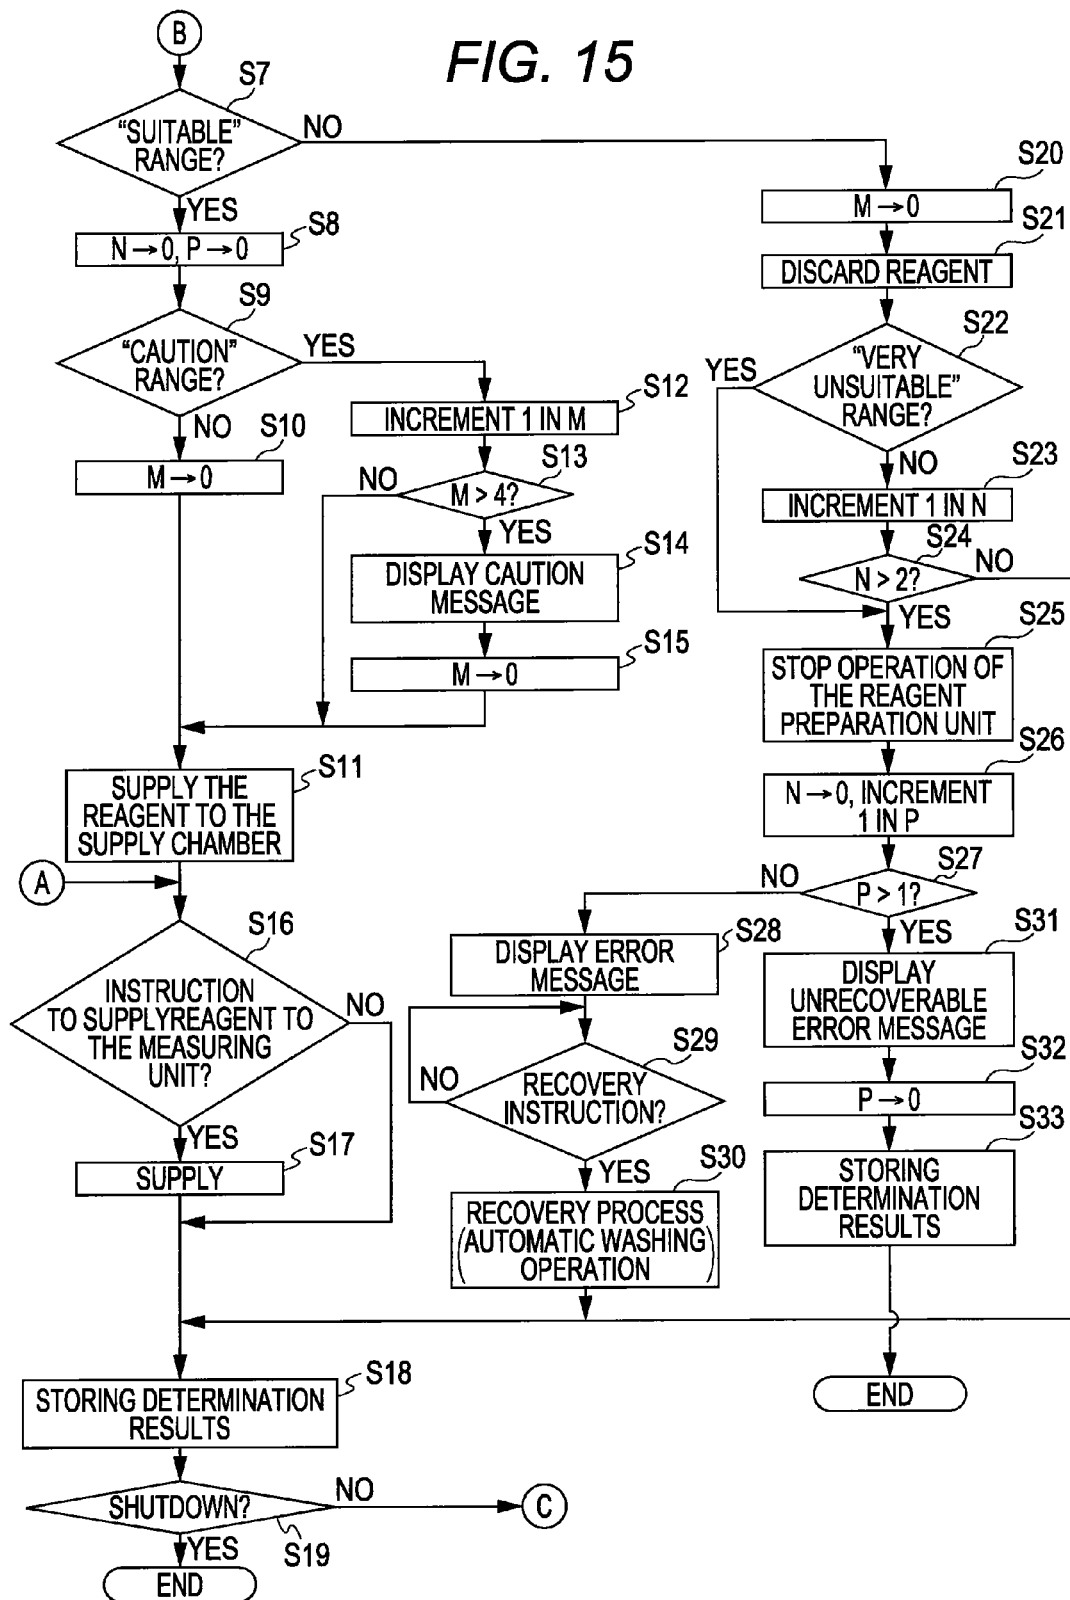 FIG. 15
B
S7
"SUITABLE"
RANGE?
NO
YES
S8
N→0, P→0
S9
"CAUTION"
RANGE?
YES
NO
S10
M→0
S12
INCREMENT 1 IN M
S13
M > 4?
NO
YES
S14
DISPLAY CAUTION
MESSAGE
S15
M→0
S11
SUPPLY THE
REAGENT TO THE
SUPPLY CHAMBER
A
S16
INSTRUCTION
TO SUPPLYREAGENT TO
THE MEASURING
UNIT?
NO
YES
S17
SUPPLY
S20
M→0
S21
DISCARD REAGENT
S22
"VERY
UNSUITABLE"
RANGE?
YES
NO
S23
INCREMENT 1 IN N
S24
N > 2?
NO
YES
S25
STOP OPERATION OF
THE REAGENT
PREPARATION UNIT
S26
N→0, INCREMENT
1 IN P
S27
P > 1?
NO
YES
S28
DISPLAY ERROR
MESSAGE
S29
RECOVERY
INSTRUCTION?
NO
YES
S30
RECOVERY PROCESS
(AUTOMATIC WASHING
OPERATION)
S31
DISPLAY
UNRECOVERABLE
ERROR MESSAGE
S32
P→0
S33
STORING
DETERMINATION
RESULTS
END
S18
STORING DETERMINATION
RESULTS
SHUTDOWN?
NO
C
S19
YES
END